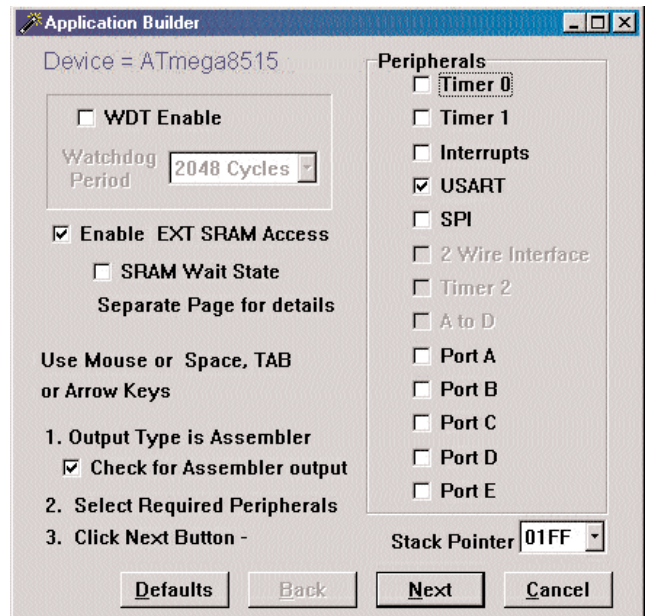 Application Builder
Device = ATmega8515
WDT Enable
Watchdog
Period
2048 Cycles
Enable EXT SRAM Access
SRAM Wait State
Separate Page for details
Use Mouse or Space, TAB
or Arrow Keys
1. Output Type is Assembler
Check for Assembler output
2. Select Required Peripherals
3. Click Next Button -
Peripherals
Timer 0
Timer 1
Interrupts
USART
SPI
2 Wire Interface
Timer 2
A to D
Port A
Port B
Port C
Port D
Port E
Stack Pointer 01FF
Defaults
Back
Next
Cancel